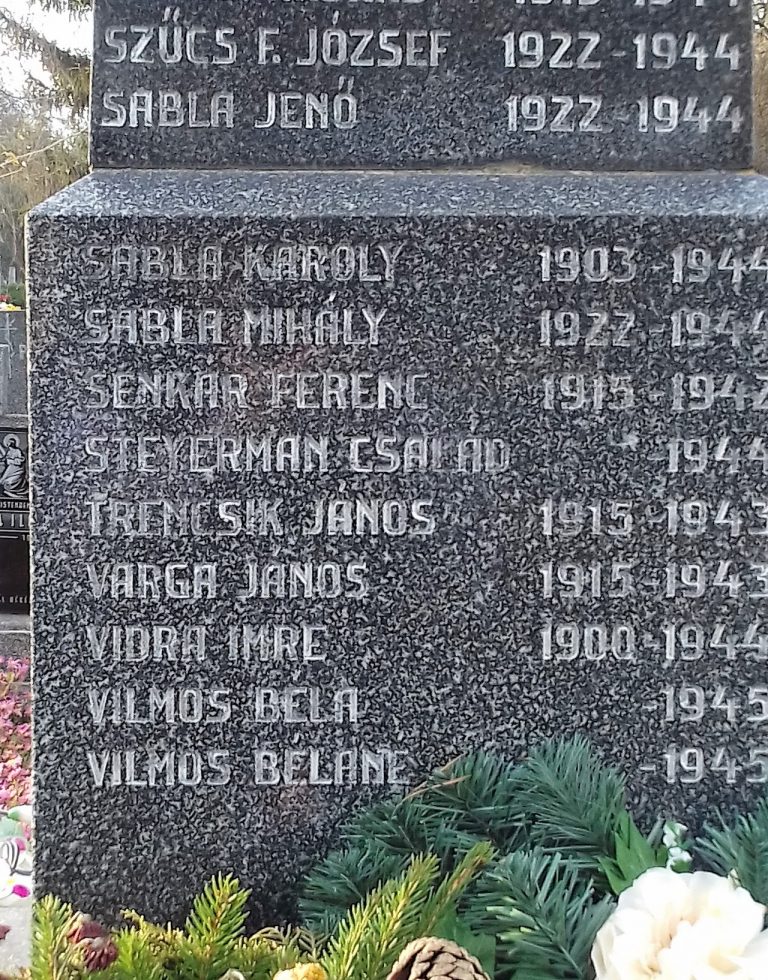 SZŰCS F. JÓZSEF 1922-1944
SABLA JENŐ 1922-1944
SABLA KÁROLY 1903-1944
SABLA MIHÁLY 1922-1944
SENKÁR FERENC 1915-1942
STEYERMAN CSALÁD -1944
TRENCSIK JÁNOS 1915-1943
VARGA JÁNOS 1915-1943
VIDRA IMRE 1900-1944
VILMOS BÉLA -1945
VILMOS BÉLÁNÉ -1945